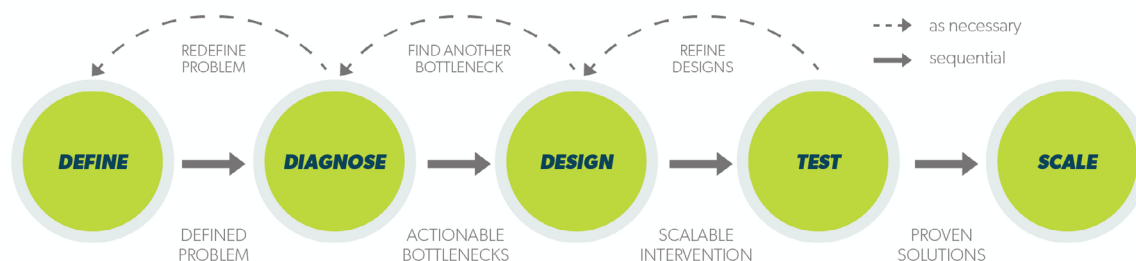 REDEFINE
PROBLEM
FIND ANOTHER
BOTTLENECK
REFINE
DESIGNS
as necessary
sequential
DEFINE
DIAGNOSE
DESIGN
TEST
SCALE
DEFINED
PROBLEM
ACTIONABLE
BOTTLENECKS
SCALABLE
INTERVENTION
PROVEN
SOLUTIONS